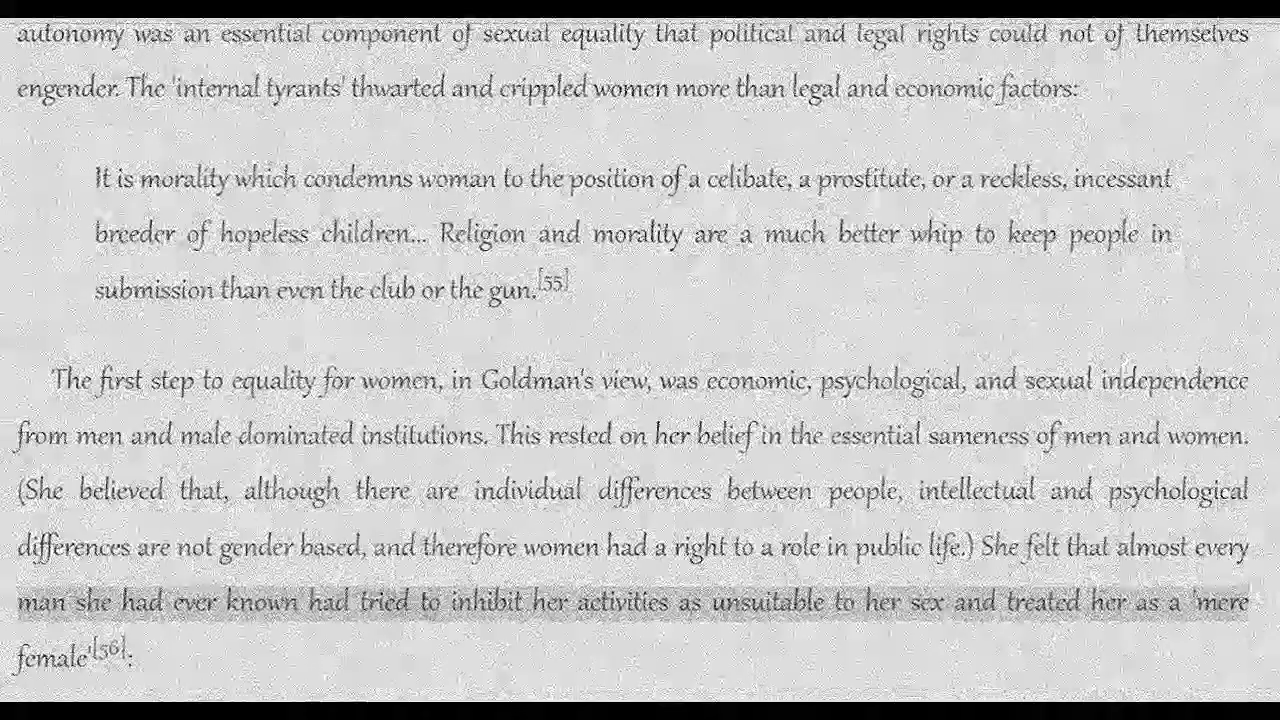 autonomy was an essential component of sexual equality that political and legal rights could not of themselves
engender. The 'internal tyrants' thwarted and crippled women more than legal and economic factors:
It is morality which condemns woman to the position of a celibate, a prostitute, or a reckless, incessant
breeder of hopeless children... Religion and morality are a much better whip to keep people in
submission than even the club or the gun.[55]
The first step to equality for women, in Goldman's view, was economic, psychological, and sexual independence
from men and male dominated institutions. This rested on her belief in the essential sameness of men and women.
(She believed that, although there are individual differences between people, intellectual and psychological
differences are not gender based, and therefore women had a right to a role in public life.) She felt that almost every
man she had ever known had tried to inhibit her activities as unsuitable to her sex and treated her as a 'mere
female'[56]: